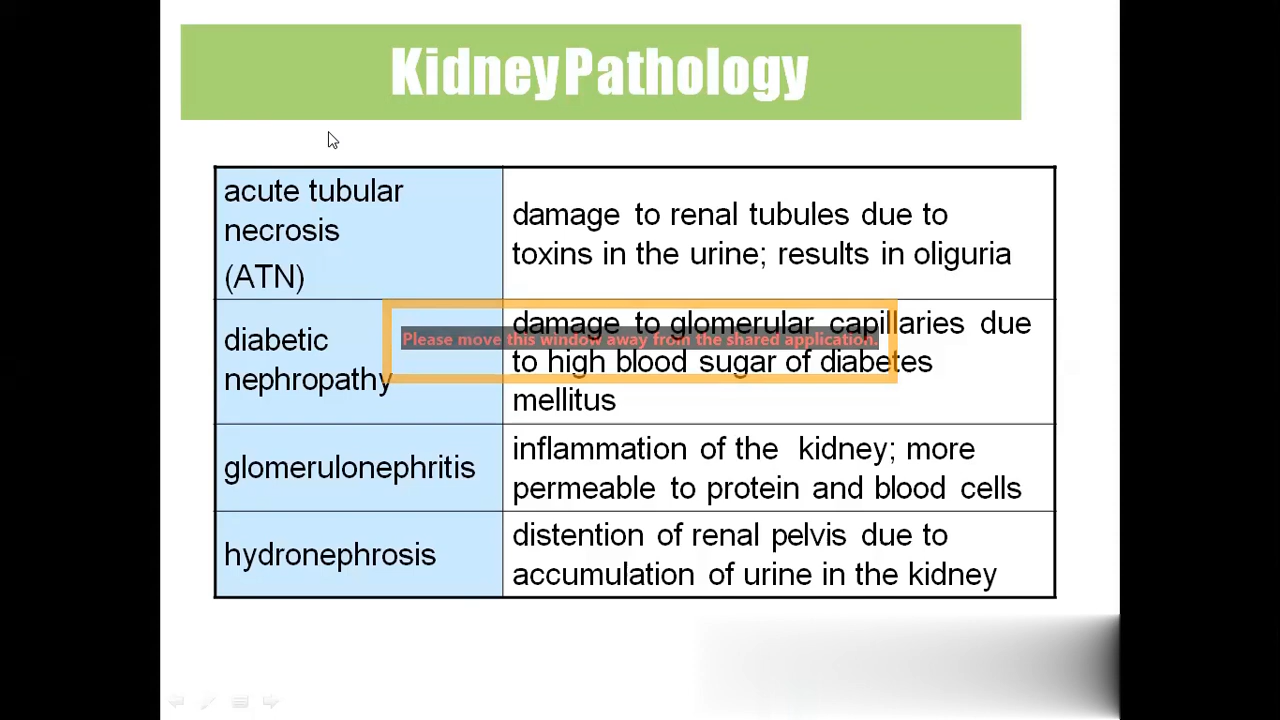 Kidney Pathology
acute tubular
necrosis
(ATN)
damage to renal tubules due to
toxins in the urine; results in oliguria
diabetic
nephropathy
damage to glomerular capillaries due
to high blood sugar of diabetes
mellitus
Please move this window away from the shared application.
glomerulonephritis
inflammation of the kidney; more
permeable to protein and blood cells
hydronephrosis
distention of renal pelvis due to
accumulation of urine in the kidney